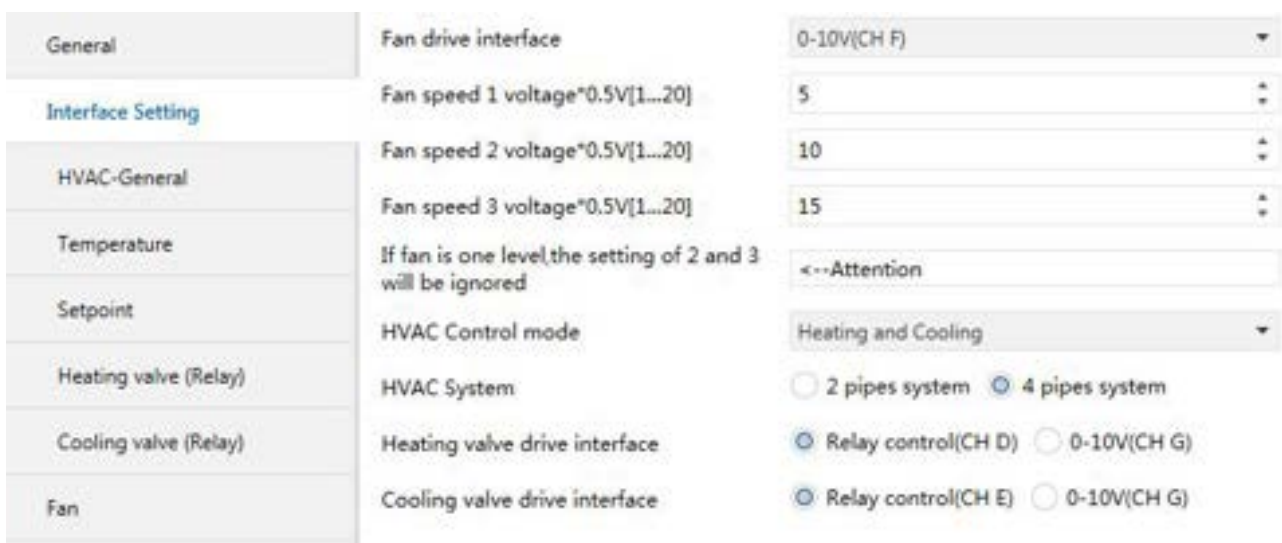 General
Interface Setting
HVAC-General
Temperature
Setpoint
Heating valve (Relay)
Cooling valve (Relay)
Fan
Fan drive interface 0-10V(CH F)
Fan speed 1 voltage*0.5V[1...20] 5
Fan speed 2 voltage*0.5V[1...20] 10
Fan speed 3 voltage*0.5V[1...20] 15
If fan is one level,the setting of 2 and 3
will be ignored <--Attention
HVAC Control mode Heating and Cooling
HVAC System 2 pipes system 4 pipes system
Heating valve drive interface Relay control(CH D) 0-10V(CH G)
Cooling valve drive interface Relay control(CH E) 0-10V(CH G)